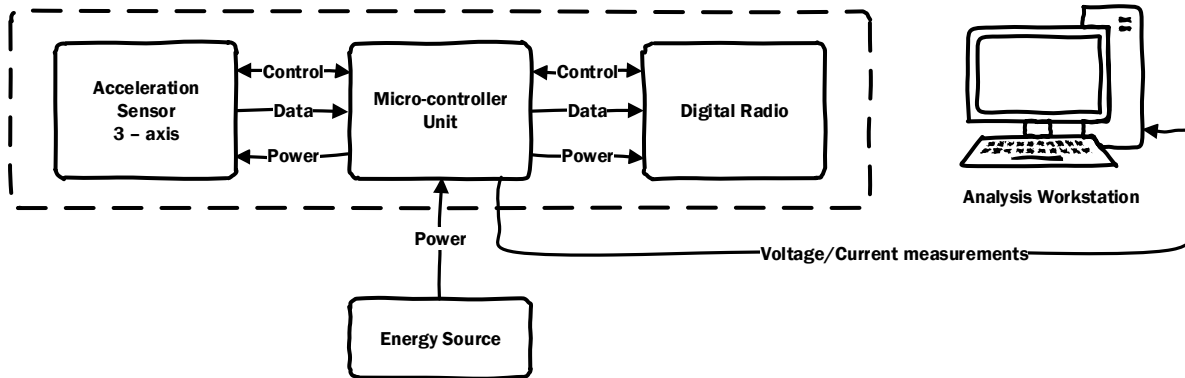 Acceleration
Sensor
3 – axis
Control
Data
Power
Micro-controller
Unit
Control
Data
Power
Digital Radio
Analysis Workstation
Power
Voltage/Current measurements
Energy Source